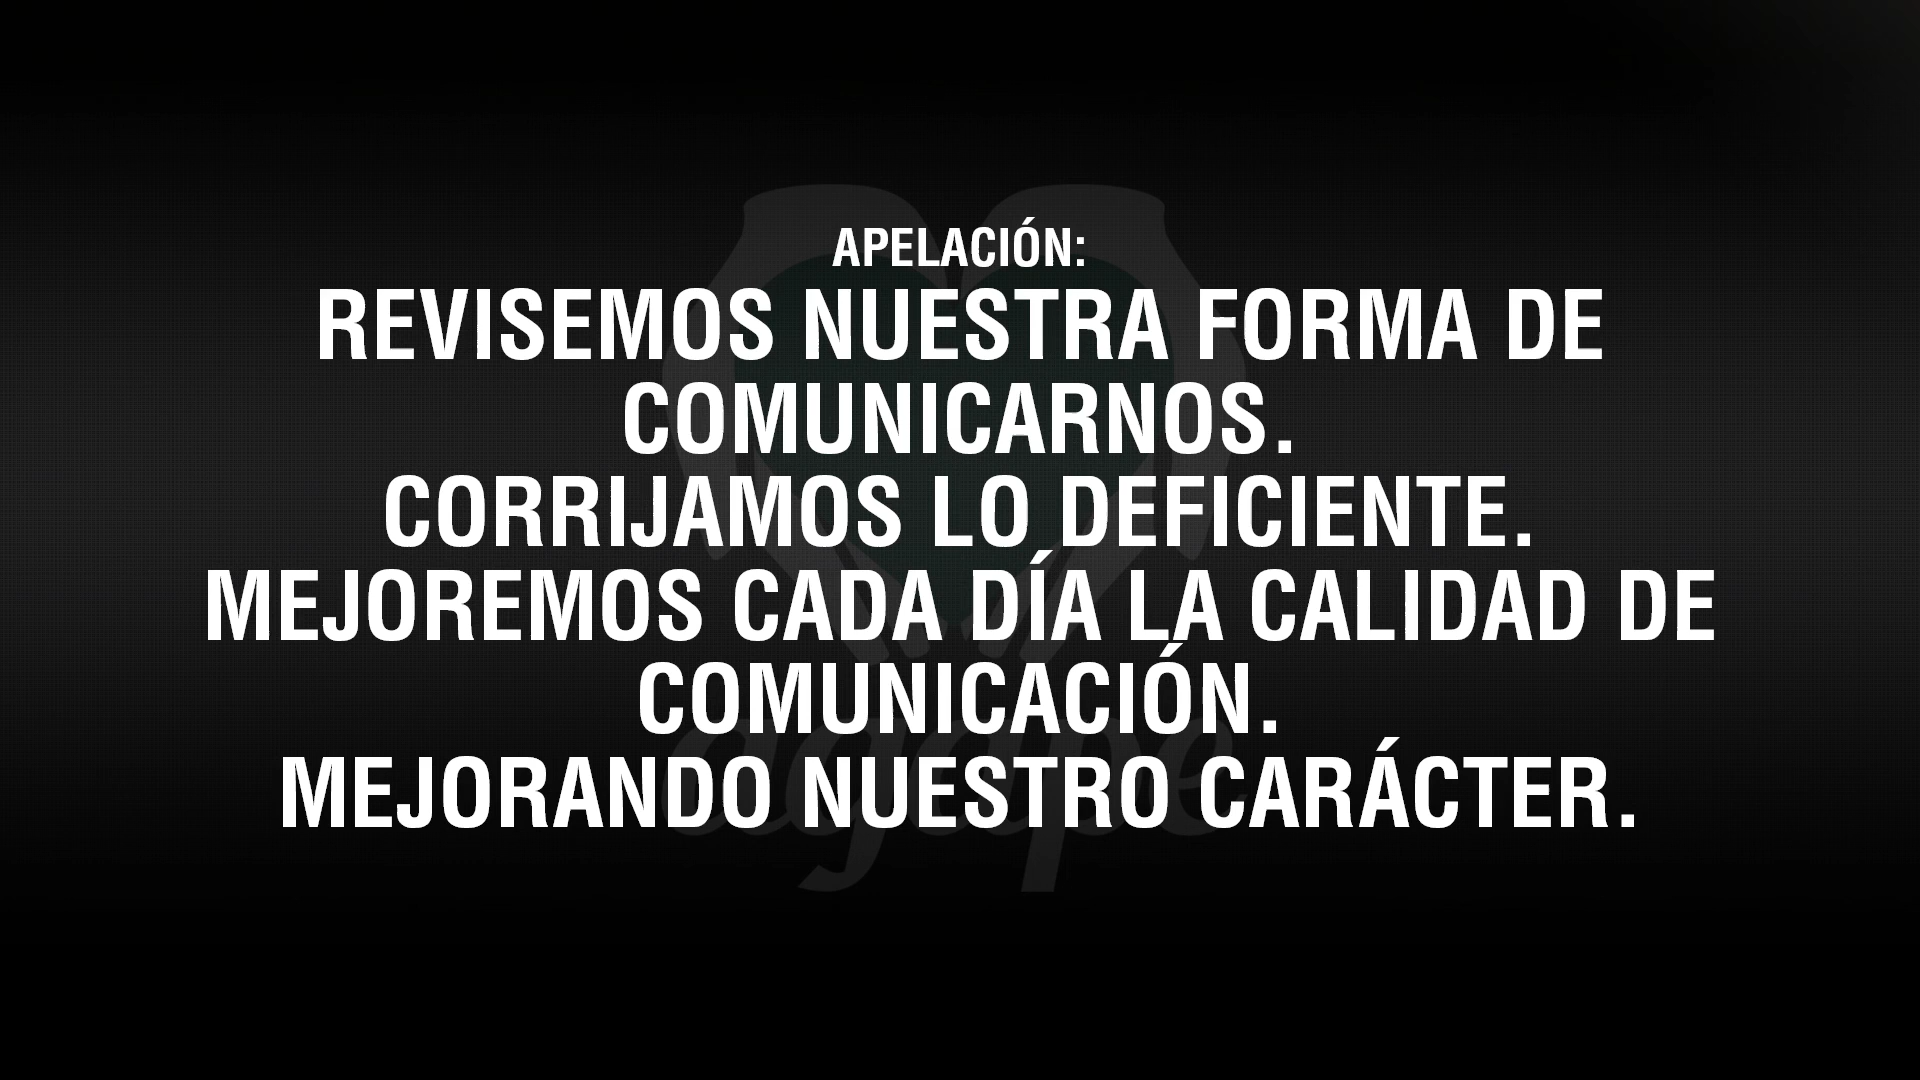 APELACIÓN:
REVISEMOS NUESTRA FORMA DE
COMUNICARNOS.
CORRIJAMOS LO DEFICIENTE.
MEJOREMOS CADA DÍA LA CALIDAD DE
COMUNICACIÓN.
MEJORANDO NUESTRO CARÁCTER.
agape